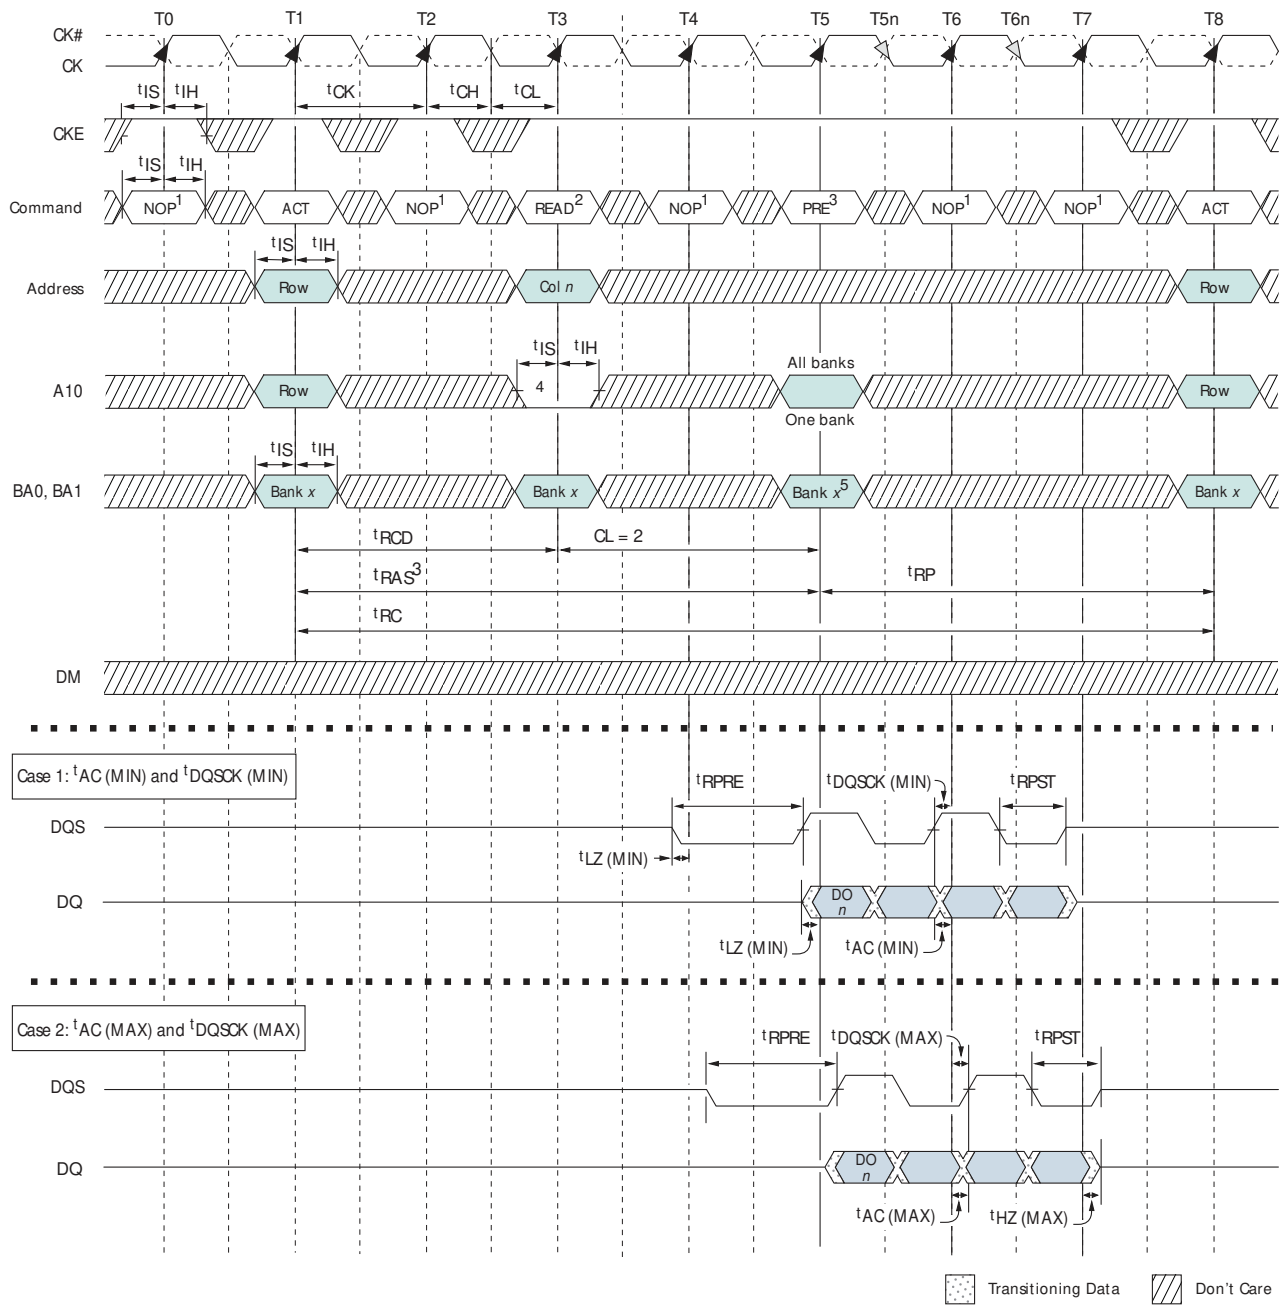 T0 T1 T2 T3 T4 T5 T5n T6 T6n T7 T8
CK#
CK
tIS tIH tCK tCH tCL
CKE
tIS tIH
Command NOP1 ACT NOP1 READ2 NOP1 PRE3 NOP1 NOP1 ACT
tIS tIH
Address Row Col n Row
tIS tIH
All banks
A10 Row 4 Row
One bank
tIS tIH
BA0, BA1 Bank x Bank x Bank x5 Bank x
tRCD CL = 2
tRAS3 tRP
tRC
DM
Case 1: tAC (MIN) and tDQSCK (MIN)
tRPRE tDQSCK (MIN) tRPST
DQS
tLZ (MIN)
DQ DO n
tLZ (MIN) tAC (MIN)
Case 2: tAC (MAX) and tDQSCK (MAX)
tRPRE tDQSCK (MAX) tRPST
DQS
DQ DO n
tAC (MAX) tHZ (MAX)
Transitioning Data Don't Care